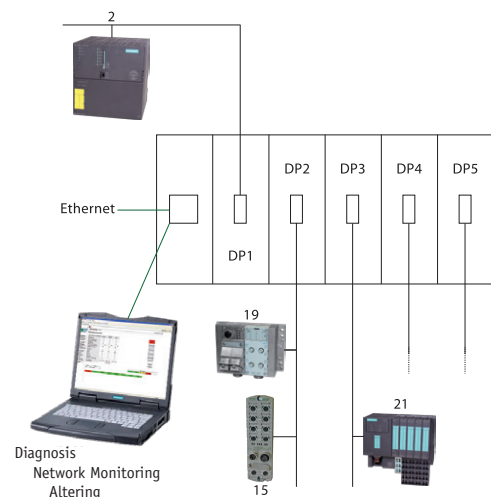 2
DP2 DP3 DP4 DP5
Ethernet
DP1
19
21
15
Diagnosis
Network Monitoring
Altering